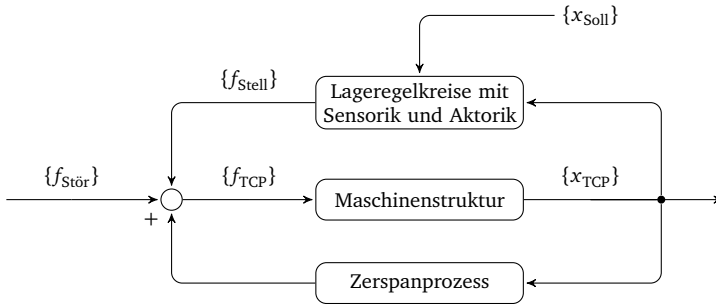 {x_Soll}
{f_Stell}
Lageregelkreise mit
Sensorik und Aktorik
{f_Stör}
{f_TCP}
Maschinenstruktur
{x_TCP}
+
Zerspanprozess